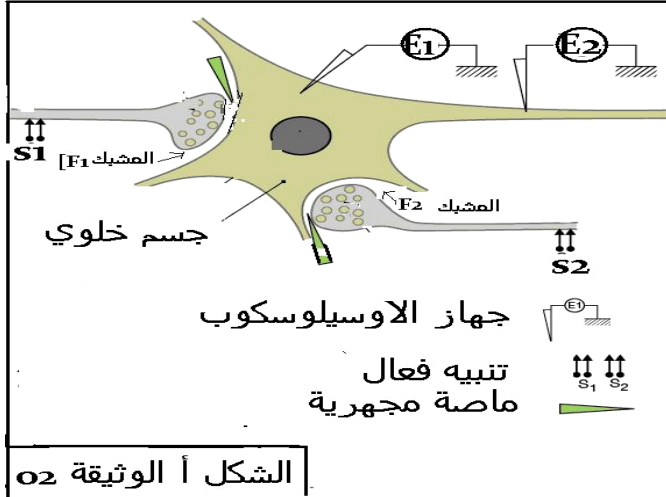 E1 E2
S1
المشبك F1]
المشبك F2
جسم خلوي
S2
جهاز الاوسيلوسكوب E1
تنبيه فعال S1 S2
ماصة مجهرية
الشكل أ الوثيقة 02